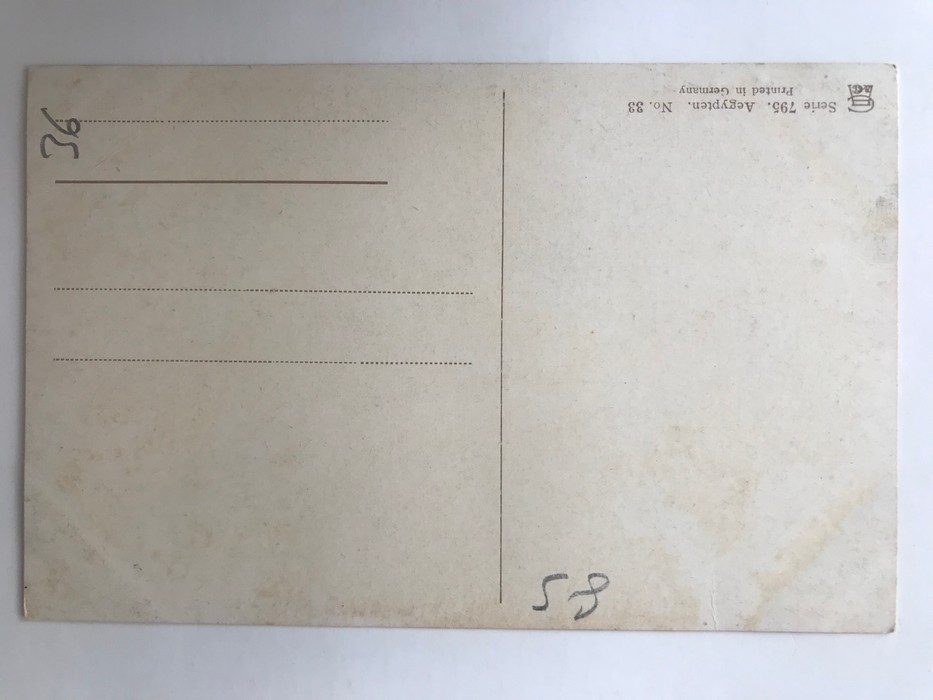 Serie 795. Aegypten. No. 33
Printed in Germany
36
58